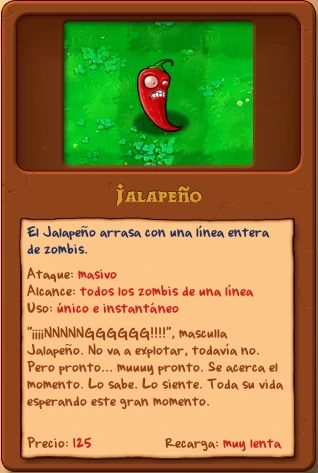 Jalapeño
El Jalapeño arrasa con una línea entera
de zombis.
Ataque: masivo
Alcance: todos los zombis de una línea
Uso: único e instantáneo
"¡¡¡¡NNNNNGGGGGG!!!!", masculla
Jalapeño. No va a explotar, todavía no.
Pero pronto... muuuy pronto. Se acerca el
momento. Lo sabe. Lo siente. Toda su vida
esperando este gran momento.
Precio: 125 Recarga: muy lenta